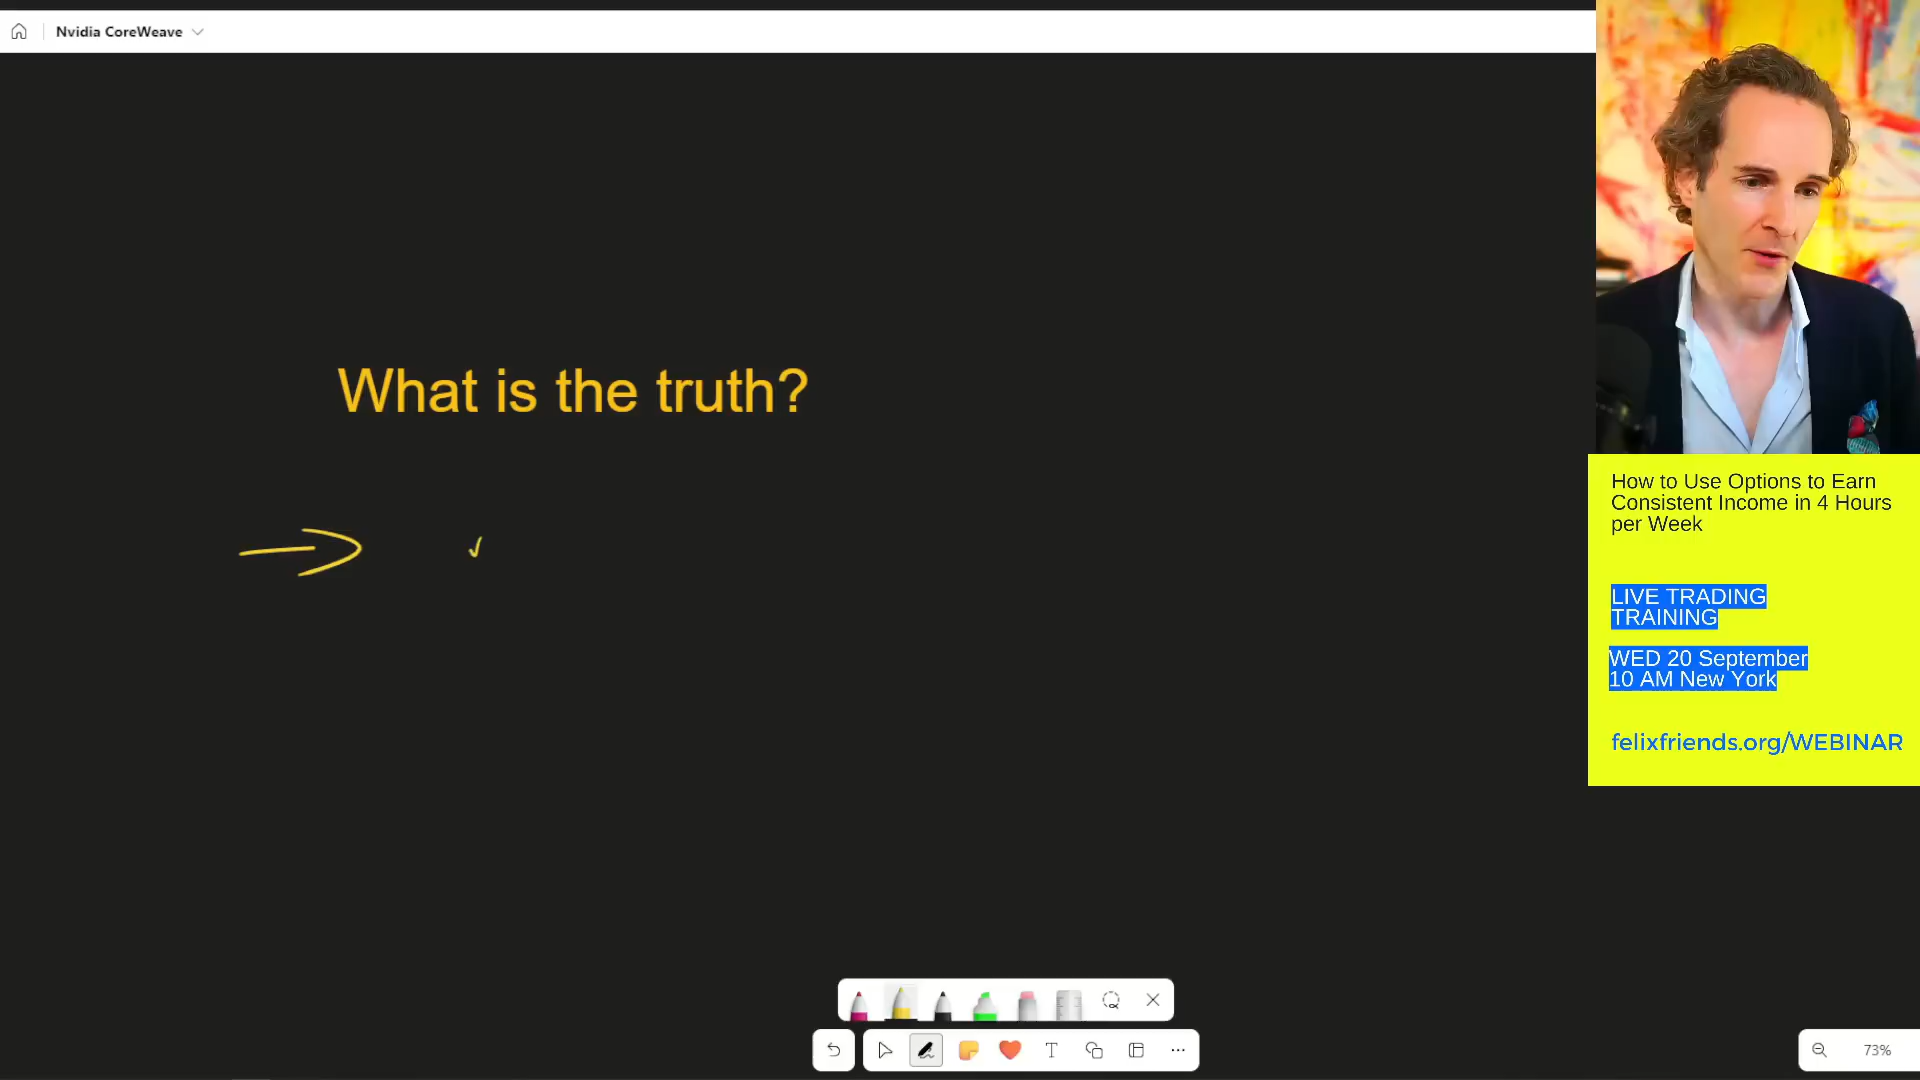 Nvidia CoreWeave
What is the truth?
How to Use Options to Earn
Consistent Income in 4 Hours
per Week
LIVE TRADING
TRAINING
WED 20 September
10 AM New York
felixfriends.org/WEBINAR
T
73%